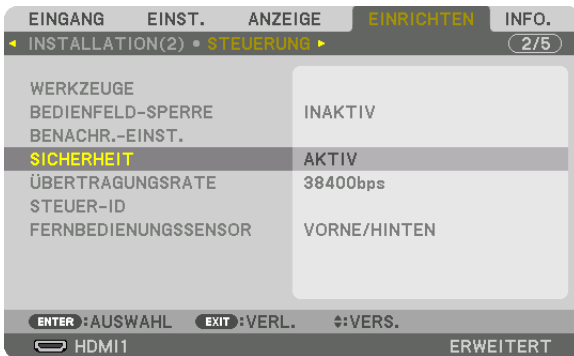 EINGANG EINST. ANZEIGE EINRICHTEN INFO.
INSTALLATION(2) • STEUERUNG 2/5
WERKZEUGE
BEDIENFELD-SPERRE INAKTIV
BENACHR.-EINST.
SICHERHEIT AKTIV
ÜBERTRAGUNGSRATE 38400bps
STEUER-ID
FERNBEDIENUNGSSENSOR VORNE/HINTEN
ENTER :AUSWAHL EXIT :VERL. :VERS.
HDMI1 ERWEITERT